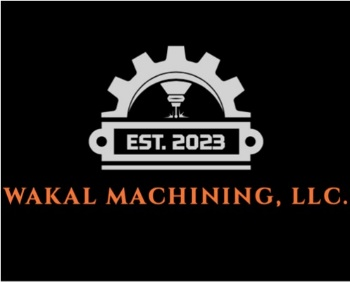 EST. 2023
WAKAL MACHINING, LLC.